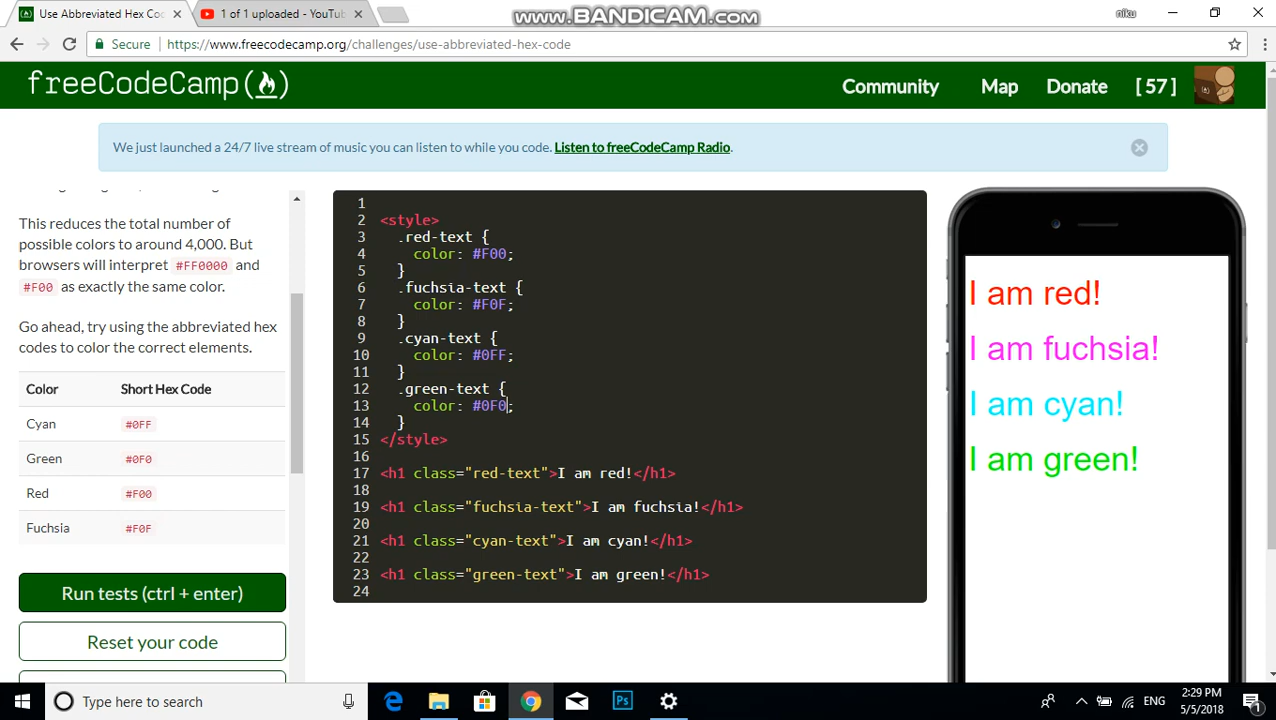 Use Abbreviated Hex Co
1 of 1 uploaded - YouTu
www.BANDICAM.com
niku
Secure
https://www.freecodecamp.org/challenges/use-abbreviated-hex-code
freeCodeCamp
Community
Map
Donate
[ 57 ]
We just launched a 24/7 live stream of music you can listen to while you code. Listen to freeCodeCamp Radio.
This reduces the total number of
possible colors to around 4,000. But
browsers will interpret #FF0000 and
#F00 as exactly the same color.
Go ahead, try using the abbreviated hex
codes to color the correct elements.
Color Short Hex Code
Cyan #0FF
Green #0F0
Red #F00
Fuchsia #F0F
Run tests (ctrl + enter)
Reset your code
1
2 <style>
3 .red-text {
4 color: #F00;
5 }
6 .fuchsia-text {
7 color: #F0F;
8 }
9 .cyan-text {
10 color: #0FF;
11 }
12 .green-text {
13 color: #0F0;
14 }
15 </style>
16
17 <h1 class="red-text">I am red!</h1>
18
19 <h1 class="fuchsia-text">I am fuchsia!</h1>
20
21 <h1 class="cyan-text">I am cyan!</h1>
22
23 <h1 class="green-text">I am green!</h1>
24
I am red!
I am fuchsia!
I am cyan!
I am green!
Type here to search
Ps
ENG
2:29 PM
5/5/2018
1